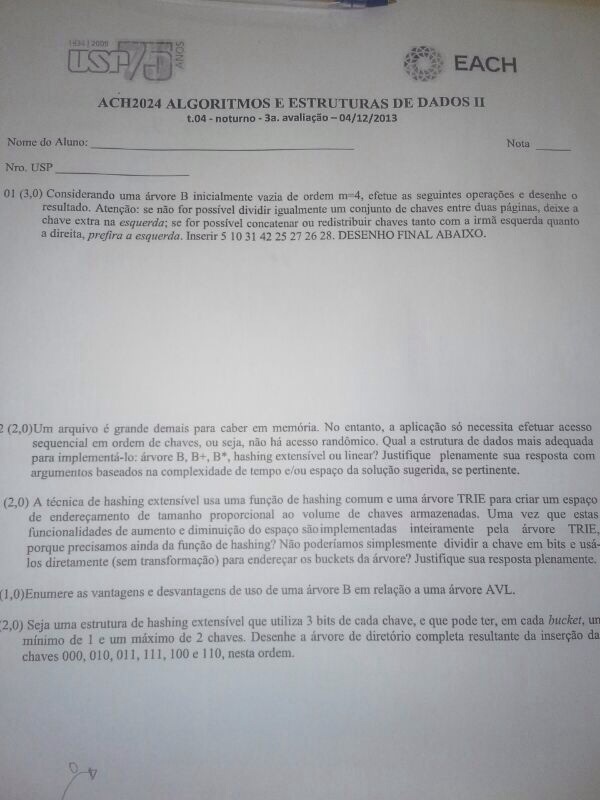 1934 | 2009
USP 75 ANOS
EACH
ACH2024 ALGORITMOS E ESTRUTURAS DE DADOS II
t.04 - noturno - 3a. avaliação – 04/12/2013
Nome do Aluno: ________________ Nota _____
Nro. USP ________________
01 (3,0) Considerando uma árvore B inicialmente vazia de ordem m=4, efetue as seguintes operações e desenhe o
resultado. Atenção: se não for possível dividir igualmente um conjunto de chaves entre duas páginas, deixe a
chave extra na esquerda; se for possível concatenar ou redistribuir chaves tanto com a irmã esquerda quanto
a direita, prefira a esquerda. Inserir 5 10 31 42 25 27 26 28. DESENHO FINAL ABAIXO.
2 (2,0)Um arquivo é grande demais para caber em memória. No entanto, a aplicação só necessita efetuar acesso
sequencial em ordem de chaves, ou seja, não há acesso randômico. Qual a estrutura de dados mais adequada
para implementá-lo: árvore B, B+, B*, hashing extensível ou linear? Justifique plenamente sua resposta com
argumentos baseados na complexidade de tempo e/ou espaço da solução sugerida, se pertinente.
(2,0) A técnica de hashing extensível usa uma função de hashing comum e uma árvore TRIE para criar um espaço
de endereçamento de tamanho proporcional ao volume de chaves armazenadas. Uma vez que estas
funcionalidades de aumento e diminuição do espaço são implementadas inteiramente pela árvore TRIE,
porque precisamos ainda da função de hashing? Não poderíamos simplesmente dividir a chave em bits e usá-
los diretamente (sem transformação) para endereçar os buckets da árvore? Justifique sua resposta plenamente.
(1,0)Enumere as vantagens e desvantagens de uso de uma árvore B em relação a uma árvore AVL.
(2,0) Seja uma estrutura de hashing extensível que utiliza 3 bits de cada chave, e que pode ter, em cada bucket, um
mínimo de 1 e um máximo de 2 chaves. Desenhe a árvore de diretório completa resultante da inserção da
chaves 000, 010, 011, 111, 100 e 110, nesta ordem.